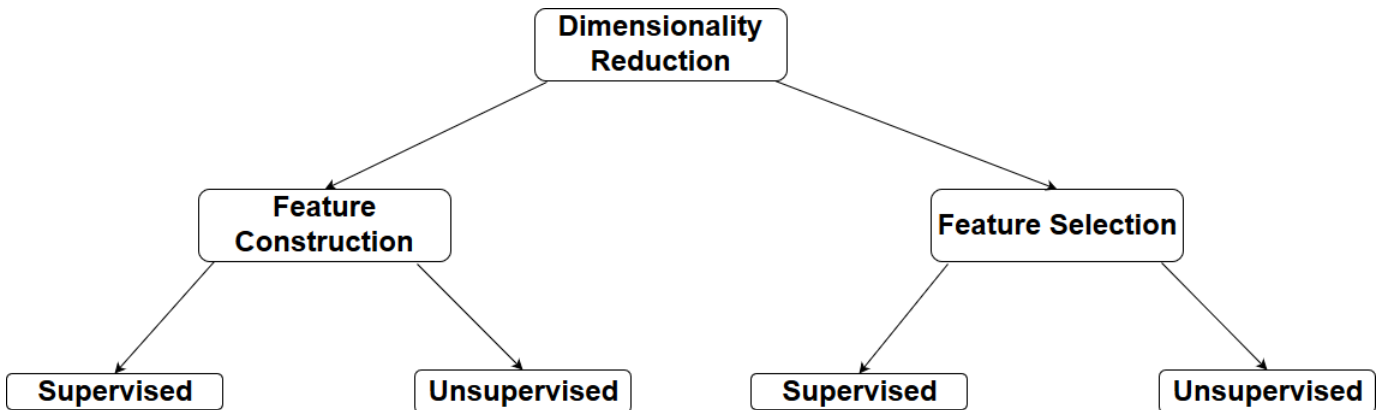 Dimensionality
Reduction
Feature
Construction
Feature Selection
Supervised
Unsupervised
Supervised
Unsupervised